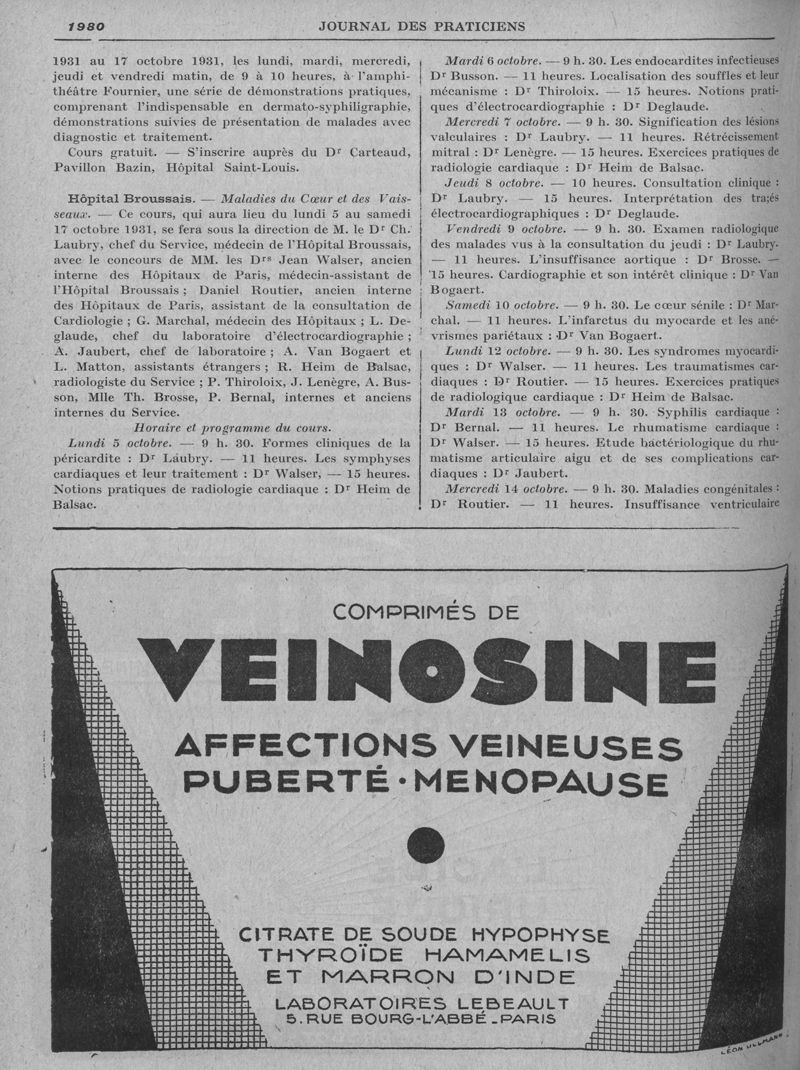 1980
JOURNAL DES PRATICIENS
1931 au 17 octobre 1931, les lundi, mardi, mercredi,
jeudi et vendredi matin, de 9 à 10 heures, à l'amphi-
théâtre Fournier, une série de démonstrations pratiques,
comprenant l'indispensable en dermato-syphiligraphie,
démonstrations suivies de présentation de malades avec
diagnostic et traitement.
Cours gratuit. — S'inscrire auprès du Dr Carteaud,
Pavillon Bazin, Hôpital Saint-Louis.
Hôpital Broussais. — Maladies du Cœur et des Vais-
seaux. — Ce cours, qui aura lieu du lundi 5 au samedi
17 octobre 1931, se fera sous la direction de M. le Dr Ch.
Laubry, chef du Service, médecin de l'Hôpital Broussais,
avec le concours de MM. les Drs Jean Walser, ancien
interne des Hôpitaux de Paris, médecin-assistant de
l'Hôpital Broussais ; Daniel Routier, ancien interne
des Hôpitaux de Paris, assistant de la consultation de
Cardiologie ; G. Marchal, médecin des Hôpitaux ; L. De-
glaude, chef du laboratoire d'électrocardiographie ;
A. Jaubert, chef de laboratoire ; A. Van Bogaert et
L. Matton, assistants étrangers ; R. Heim de Balsac,
radiologiste du Service ; P. Thiroloix, J. Lenègre, A. Bus-
son, Mlle Th. Brosse, P. Bernal, internes et anciens
internes du Service.
Horaire et programme du cours.
Lundi 5 octobre. — 9 h. 30. Formes cliniques de la
péricardite : Dr Laubry. — 11 heures. Les symphyses
cardiaques et leur traitement : Dr Walser, — 15 heures.
Notions pratiques de radiologie cardiaque : Dr Heim de
Balsac.
Mardi 6 octobre. — 9 h. 30. Les endocardites infectieuses
Dr Busson. — 11 heures. Localisation des souffles et leur
mécanisme : Dr Thiroloix. — 15 heures. Notions prati-
ques d'électrocardiographie : Dr Deglaude.
Mercredi 7 octobre. — 9 h. 30. Signification des lésions
valculaires : Dr Laubry. — 11 heures. Rétrécissement
mitral : Dr Lenègre. — 15 heures. Exercices pratiques de
radiologie cardiaque : Dr Heim de Balsac.
Jeudi 8 octobre. — 10 heures. Consultation clinique :
Dr Laubry. — 15 heures. Interprétation des tra;és
électrocardiographiques : Dr Deglaude.
Vendredi 9 octobre. — 9 h. 30. Examen radiologique
des malades vus à la consultation du jeudi : Dr Laubry.
— 11 heures. L'insuffisance aortique : Dr Brosse. —
15 heures. Cardiographie et son intérêt clinique : Dr Van
Bogaert.
Samedi 10 octobre. — 9 h. 30. Le cœur sénile : Dr Mar-
chal. — 11 heures. L'infarctus du myocarde et les ané-
vrismes pariétaux : Dr Van Bogaert.
Lundi 12 octobre. — 9 h. 30. Les syndromes myocardi-
ques : Dr Walser. — 11 heures. Les traumatismes car-
diaques : Dr Routier. — 15 heures. Exercices pratiques
de radiologique cardiaque : Dr Heim de Balsac.
Mardi 13 octobre. — 9 h. 30. Syphilis cardiaque :
Dr Bernal. — 11 heures. Le rhumatisme cardiaque :
Dr Walser. — 15 heures. Etude bactériologique du rhu-
matisme articulaire aigu et de ses complications car-
diaques : Dr Jaubert.
Mercredi 14 octobre. — 9 h. 30. Maladies congénitales :
Dr Routier. — 11 heures. Insuffisance ventriculaire
COMPRIMÉS DE
VEINOSINE
AFFECTIONS VEINEUSES
PUBERTÉ · MENOPAUSE
CITRATE DE SOUDE HYPOPHYSE
THYROÏDE HAMAMELIS
ET MARRON D'INDE
LABORATOIRES LEBEAULT
5. RUE BOURG-L'ABBÉ - PARIS
LÉON ULLMANN